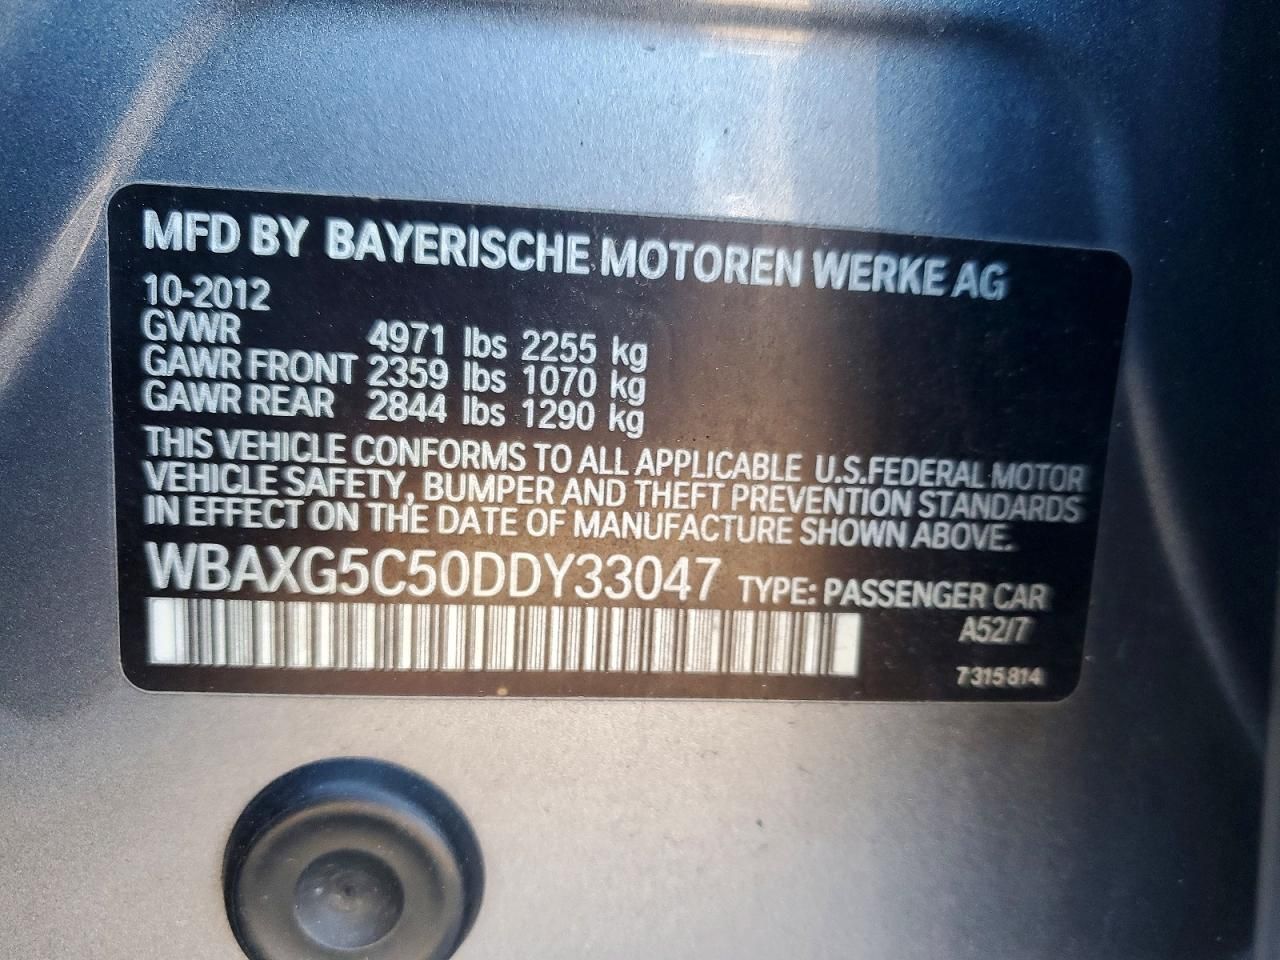 MFD BY BAYERISCHE MOTOREN WERKE AG
10-2012
GVWR 4971 lbs 2255 kg
GAWR FRONT 2359 lbs 1070 kg
GAWR REAR 2844 lbs 1290 kg
THIS VEHICLE CONFORMS TO ALL APPLICABLE U.S.FEDERAL MOTOR
VEHICLE SAFETY, BUMPER AND THEFT PREVENTION STANDARDS
IN EFFECT ON THE DATE OF MANUFACTURE SHOWN ABOVE.
WBAXG5C50DDY33047 TYPE: PASSENGER CAR
A52/7
7 315 814